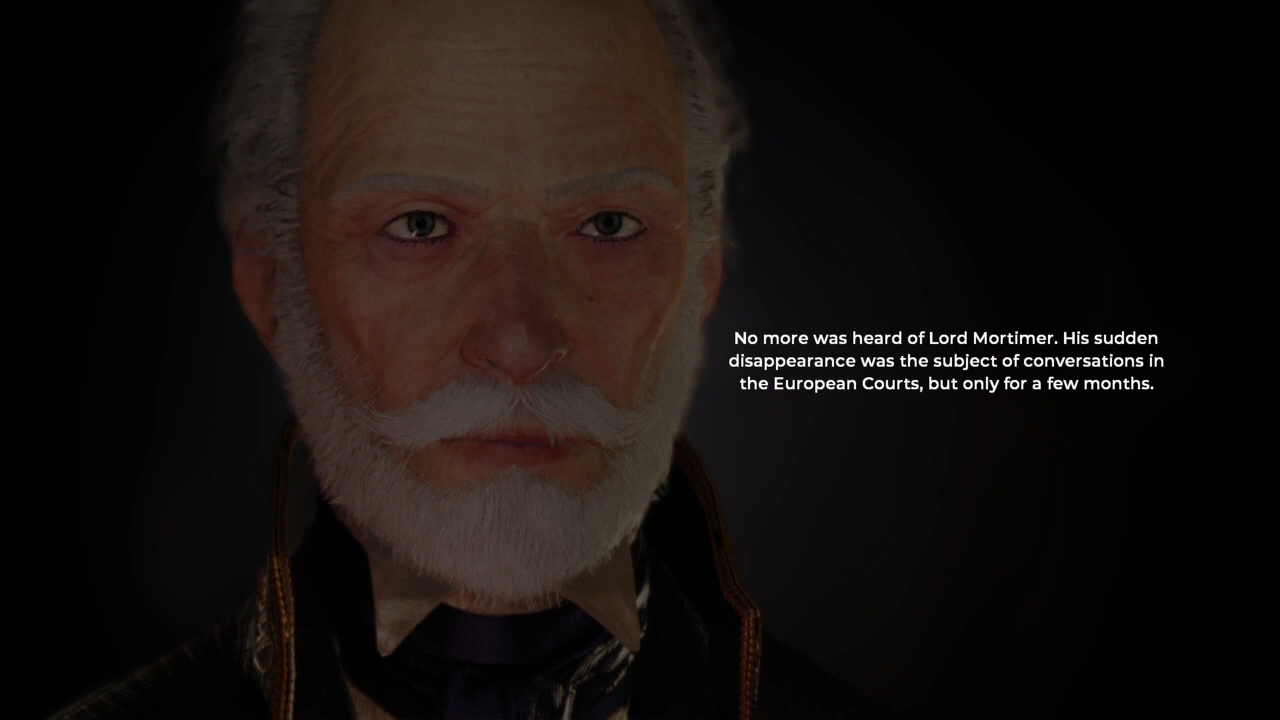 No more was heard of Lord Mortimer. His sudden
disappearance was the subject of conversations in
the European Courts, but only for a few months.